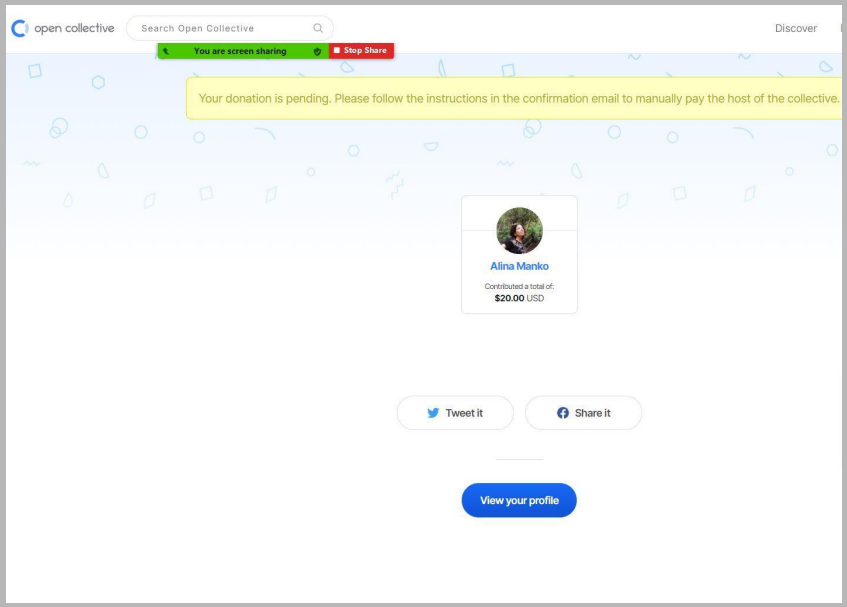 open collective
Search Open Collective
Discover
You are screen sharing
Stop Share
Your donation is pending. Please follow the instructions in the confirmation email to manually pay the host of the collective.
Alina Manko
Contributed a total of:
$20.00 USD
Tweet it
Share it
View your profile